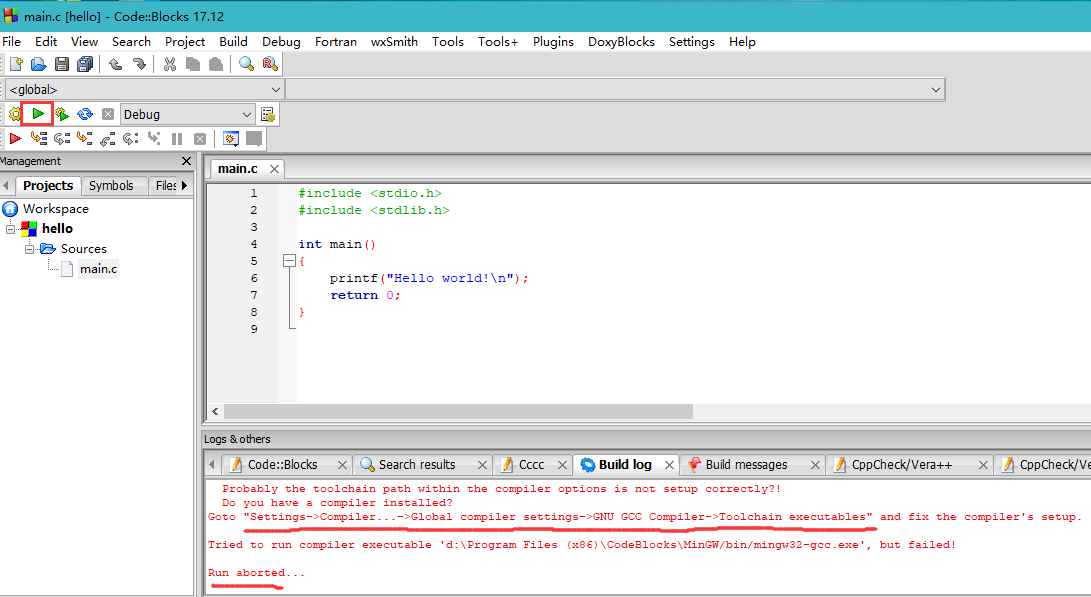 main.c [hello] - Code::Blocks 17.12
File Edit View Search Project Build Debug Fortran wxSmith Tools Tools+ Plugins DoxyBlocks Settings Help
<global>
Debug
Management
Projects Symbols Files
Workspace
hello
Sources
main.c
main.c
1 #include <stdio.h>
2 #include <stdlib.h>
3
4 int main()
5 {
6 printf("Hello world!\n");
7 return 0;
8 }
9
Logs & others
Code::Blocks Search results Cccc Build log Build messages CppCheck/Vera++ CppCheck/Ve
Probably the toolchain path within the compiler options is not setup correctly?!
Do you have a compiler installed?
Goto "Settings->Compiler...->Global compiler settings->GNU GCC Compiler->Toolchain executables" and fix the compiler's setup.
Tried to run compiler executable 'd:\Program Files (x86)\CodeBlocks\MinGW/bin/mingw32-gcc.exe', but failed!
Run aborted...